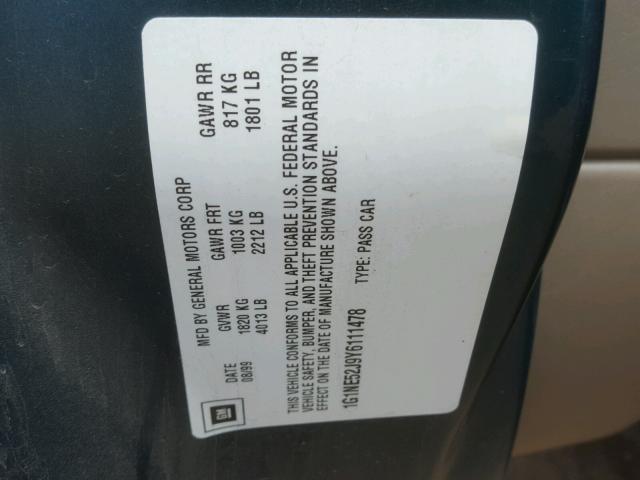 GM
MFD BY GENERAL MOTORS CORP
DATE GVWR GAWR FRT GAWR RR
08/99 1820 KG 1003 KG 817 KG
4013 LB 2212 LB 1801 LB
THIS VEHICLE CONFORMS TO ALL APPLICABLE U.S. FEDERAL MOTOR
VEHICLE SAFETY, BUMPER, AND THEFT PREVENTION STANDARDS IN
EFFECT ON THE DATE OF MANUFACTURE SHOWN ABOVE.
1G1NE52J9Y6111478 TYPE: PASS CAR